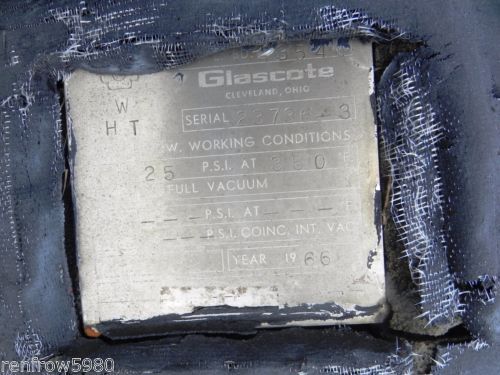 Glascote
CLEVELAND, OHIO
W
HT
SERIAL
W. WORKING CONDITIONS
25 P.S.I. AT °F
FULL VACUUM
--- P.S.I. AT --- °F
--- P.S.I. COINC. INT. VAC
YEAR 1966
renfrow5980